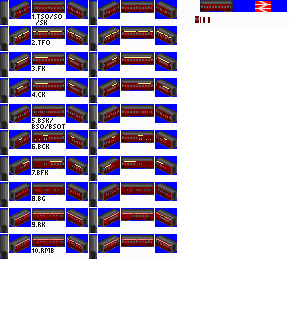 1.TSO/SO
/SK
2.TFO
3.FK
4.CK
5.BSK/
BSO/BSOT
6.BCK
7.BFK
8.BG
9.RK
10.RMB